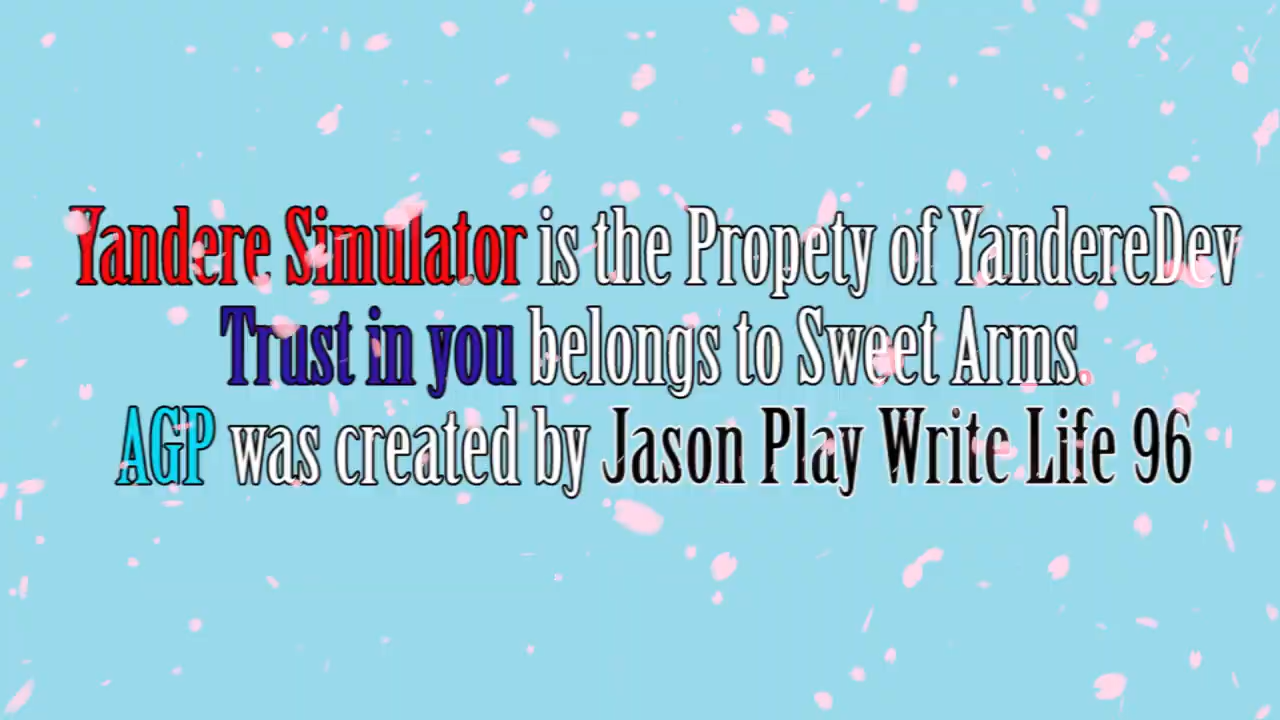 Yandere Simulator is the Propety of YandereDev
Trust in you belongs to Sweet Arms.
AGP was created by Jason Play Write Life 96